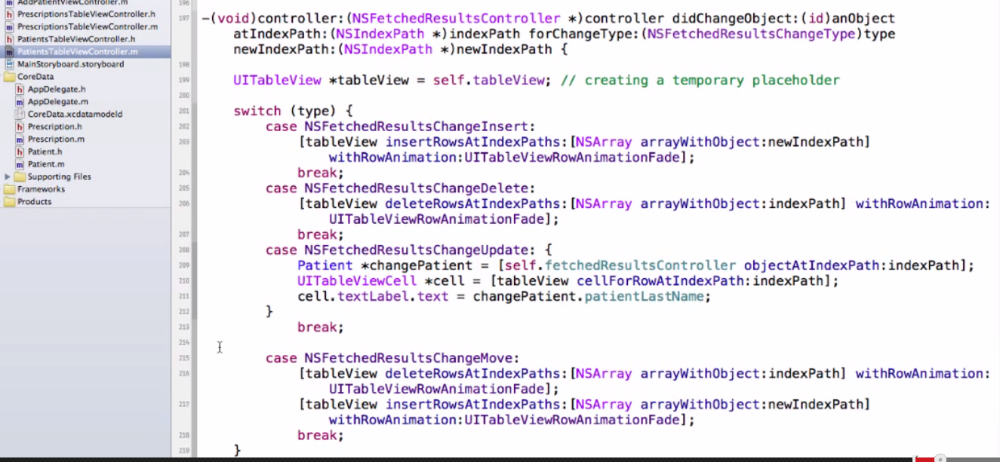 AddPatientViewController.m
PrescriptionsTableViewController.h
PrescriptionsTableViewController.m
PatientsTableViewController.h
PatientsTableViewController.m
MainStoryboard.storyboard
CoreData
AppDelegate.h
AppDelegate.m
CoreData.xcdatamodeld
Prescription.h
Prescription.m
Patient.h
Patient.m
Supporting Files
Frameworks
Products
196
197 -(void)controller:(NSFetchedResultsController *)controller didChangeObject:(id)anObject
atIndexPath:(NSIndexPath *)indexPath forChangeType:(NSFetchedResultsChangeType)type
newIndexPath:(NSIndexPath *)newIndexPath {
198
199 UITableView *tableView = self.tableView; // creating a temporary placeholder
200
201 switch (type) {
202 case NSFetchedResultsChangeInsert:
203 [tableView insertRowsAtIndexPaths:[NSArray arrayWithObject:newIndexPath]
withRowAnimation:UITableViewRowAnimationFade];
204 break;
205 case NSFetchedResultsChangeDelete:
206 [tableView deleteRowsAtIndexPaths:[NSArray arrayWithObject:indexPath] withRowAnimation:
UITableViewRowAnimationFade];
207 break;
208 case NSFetchedResultsChangeUpdate: {
209 Patient *changePatient = [self.fetchedResultsController objectAtIndexPath:indexPath];
210 UITableViewCell *cell = [tableView cellForRowAtIndexPath:indexPath];
211 cell.textLabel.text = changePatient.patientLastName;
212 }
213 break;
214
215 case NSFetchedResultsChangeMove:
216 [tableView deleteRowsAtIndexPaths:[NSArray arrayWithObject:indexPath] withRowAnimation:
UITableViewRowAnimationFade];
217 [tableView insertRowsAtIndexPaths:[NSArray arrayWithObject:newIndexPath]
withRowAnimation:UITableViewRowAnimationFade];
218 break;
219 }